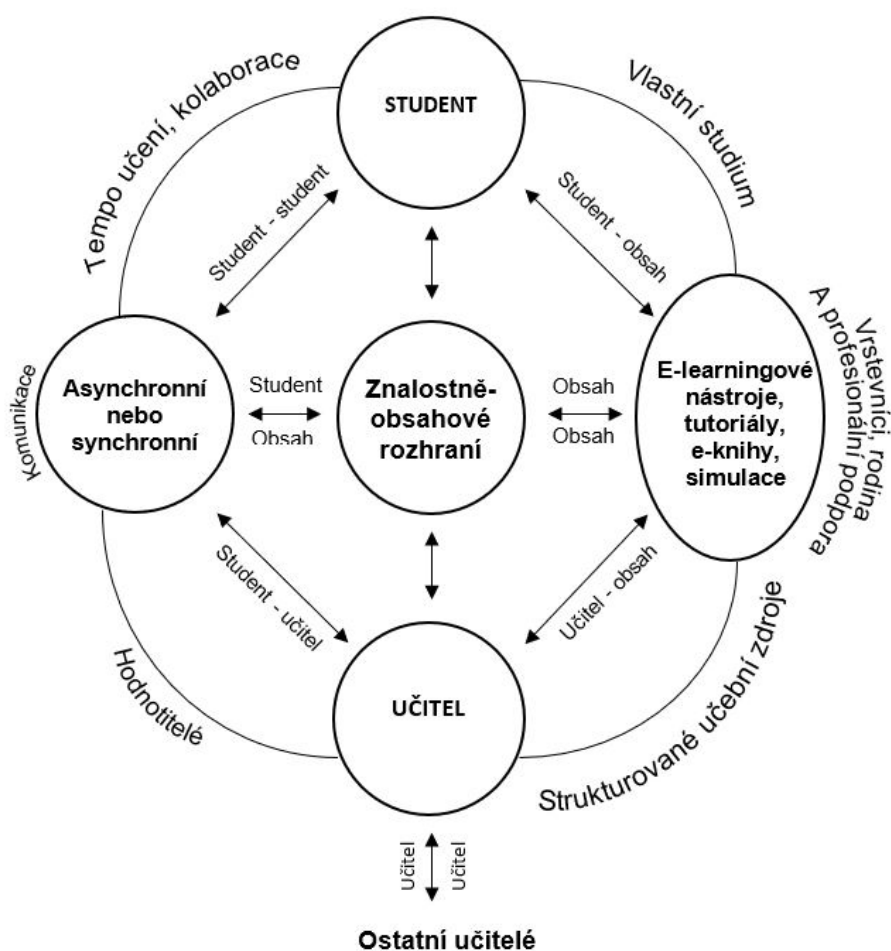 Tempo učení, kolaborace
STUDENT
Vlastní studium
Student - student
Student - obsah
Komunikace
Asynchronní
nebo
synchronní
Student
Obsah
Znalostně-
obsahové
rozhraní
Obsah
Obsah
E-learningové
nástroje,
tutoriály,
e-knihy,
simulace
Vrstevníci, rodina
A profesionální podpora
Student - učitel
Učitel - obsah
Hodnotitelé
UČITEL
Strukturované učební zdroje
Učitel
Učitel
Ostatní učitelé